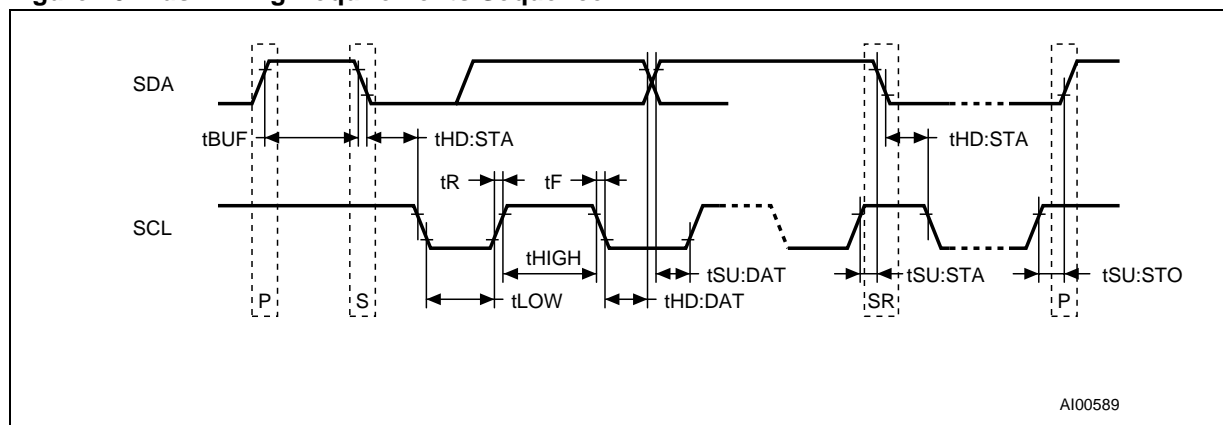 SDA
tBUF
tHD:STA
tHD:STA
tR
tF
SCL
tHIGH
tSU:DAT
tSU:STA
tSU:STO
P
S
tLOW
tHD:DAT
SR
P
AI00589